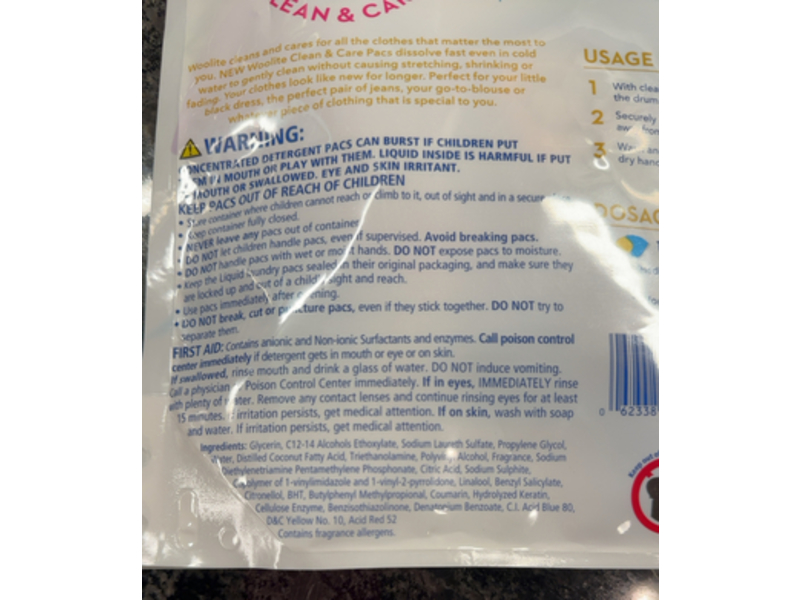 CLEAN & CAR
Woolite cleans and cares for all the clothes that matter the most to
you. NEW Woolite Clean & Care Pacs dissolve fast even in cold
water to gently clean without causing stretching, shrinking or
fading. Your clothes look like new for longer. Perfect for your little
black dress, the perfect pair of jeans, your go-to-blouse or
whatever piece of clothing that is special to you.
WARNING:
CONCENTRATED DETERGENT PACS CAN BURST IF CHILDREN PUT
THEM IN MOUTH OR PLAY WITH THEM. LIQUID INSIDE IS HARMFUL IF PUT
IN MOUTH OR SWALLOWED. EYE AND SKIN IRRITANT.
KEEP PACS OUT OF REACH OF CHILDREN
• Store container where children cannot reach or climb to it, out of sight and in a secure
• Keep container fully closed.
• NEVER leave any pacs out of container
• DO NOT let children handle pacs, even if supervised. Avoid breaking pacs.
• DO NOT handle pacs with wet or moist hands. DO NOT expose pacs to moisture.
• Keep the Liquid laundry pacs sealed in their original packaging, and make sure they
are locked up and out of a child's sight and reach.
• Use pacs immediately after opening.
• DO NOT break, cut or puncture pacs, even if they stick together. DO NOT try to
separate them.
FIRST AID: Contains anionic and Non-ionic Surfactants and enzymes. Call poison control
center immediately if detergent gets in mouth or eye or on skin.
If swallowed, rinse mouth and drink a glass of water. DO NOT induce vomiting.
Call a physician or Poison Control Center immediately. If in eyes, IMMEDIATELY rinse
with plenty of water. Remove any contact lenses and continue rinsing eyes for at least
15 minutes. If irritation persists, get medical attention. If on skin, wash with soap
and water. If irritation persists, get medical attention.
Ingredients: Glycerin, C12-14 Alcohols Ethoxylate, Sodium Laureth Sulfate, Propylene Glycol,
Water, Distilled Coconut Fatty Acid, Triethanolamine, Polyvinyl Alcohol, Fragrance, Sodium
Diethylenetriamine Pentamethylene Phosphonate, Citric Acid, Sodium Sulphite,
Copolymer of 1-vinylimidazole and 1-vinyl-2-pyrrolidone, Linalool, Benzyl Salicylate,
Citronellol, BHT, Butylphenyl Methylpropional, Coumarin, Hydrolyzed Keratin,
Cellulose Enzyme, Benzisothiazolinone, Denatonium Benzoate, C.I. Acid Blue 80,
D&C Yellow No. 10, Acid Red 52
Contains fragrance allergens.
USAGE
1 With clea
the drum
2 Securely
away from
3 Wa an
dry hand
DOSAG
0 62338
Keep out